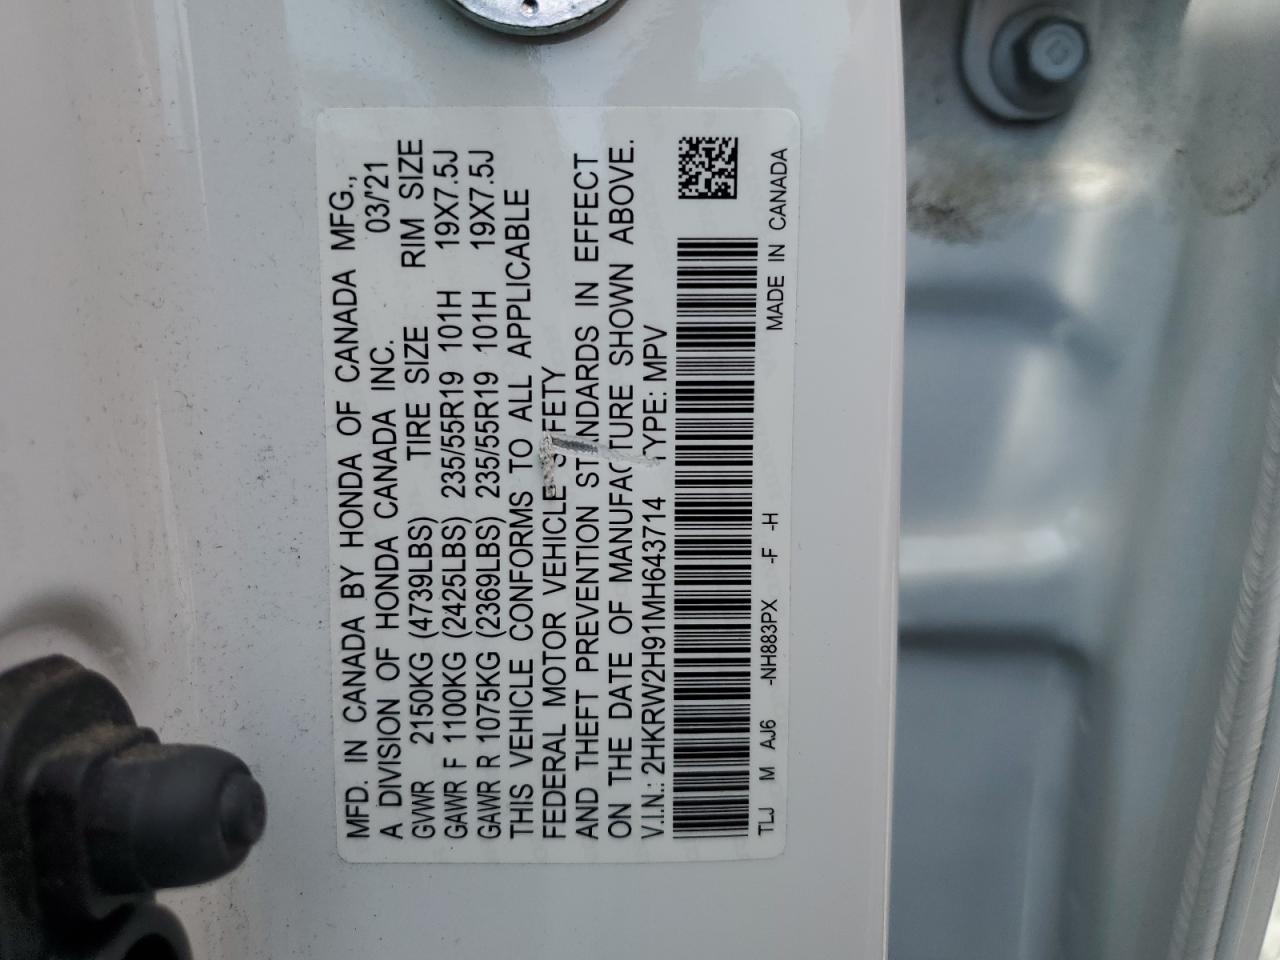 MFD. IN CANADA BY HONDA OF CANADA MFG.,
A DIVISION OF HONDA CANADA INC. 03/'21
GVWR 2150KG (4739LBS) TIRE SIZE RIM SIZE
GAWR F 1100KG (2425LBS) 235/55R19 101H 19X7.5J
GAWR R 1075KG (2369LBS) 235/55R19 101H 19X7.5J
THIS VEHICLE CONFORMS TO ALL APPLICABLE
FEDERAL MOTOR VEHICLE SAFETY
AND THEFT PREVENTION STANDARDS IN EFFECT
ON THE DATE OF MANUFACTURE SHOWN ABOVE.
V.I.N.: 2HKRW2H91MH643714 TYPE: MPV
TLJ M AJ6 -NH883PX -F -H MADE IN CANADA